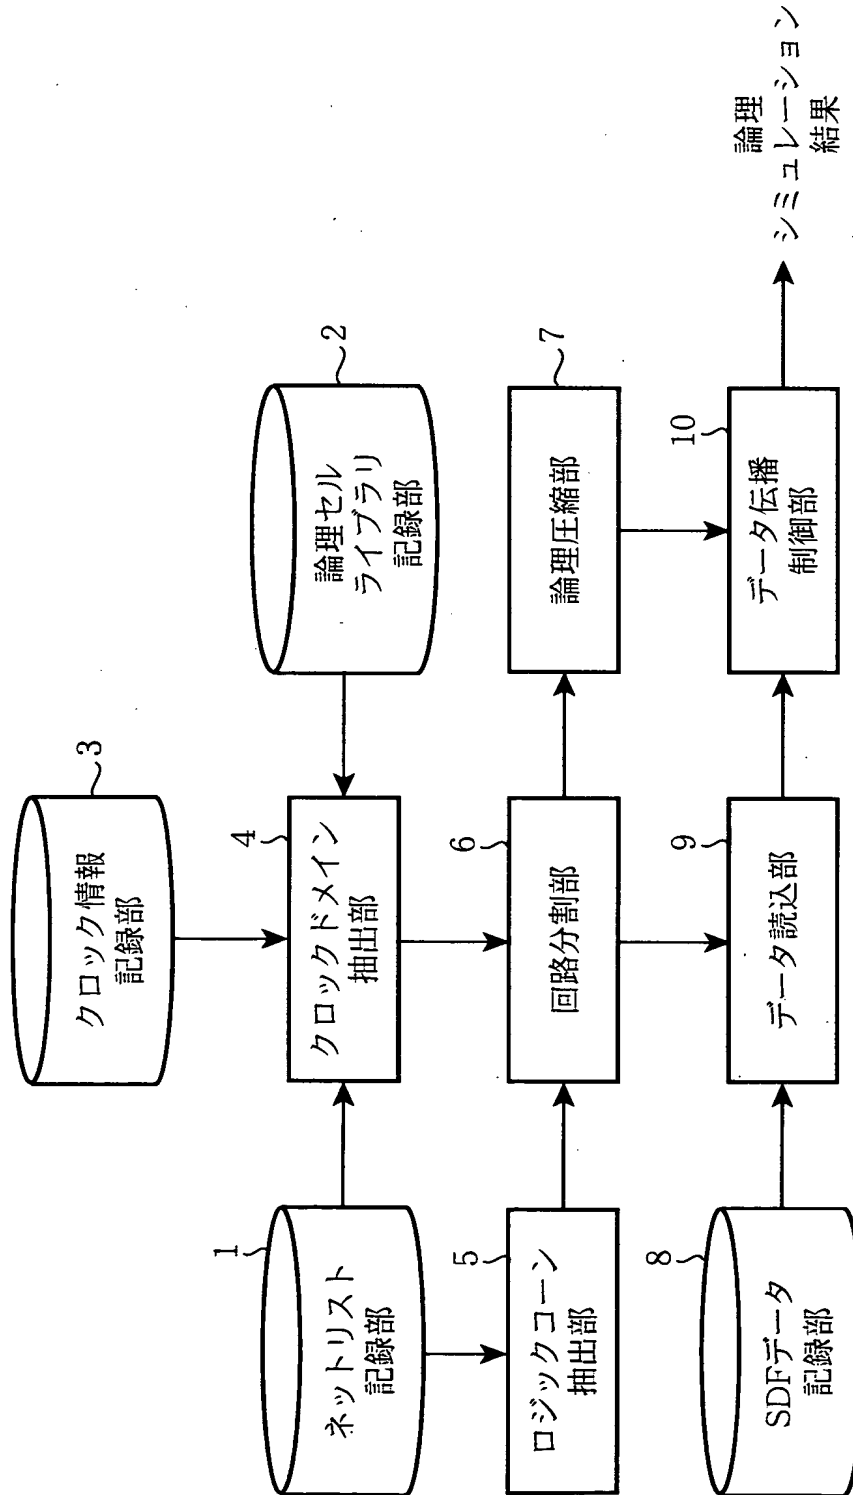 3
クロック情報
記録部
1
ネットリスト
記録部
4
クロックドメイン
抽出部
2
論理セル
ライブラリ
記録部
5
ロジックコーン
抽出部
6
回路分割部
7
論理圧縮部
8
SDFデータ
記録部
9
データ読込部
10
データ伝播
制御部
論理
シミュレーション
結果